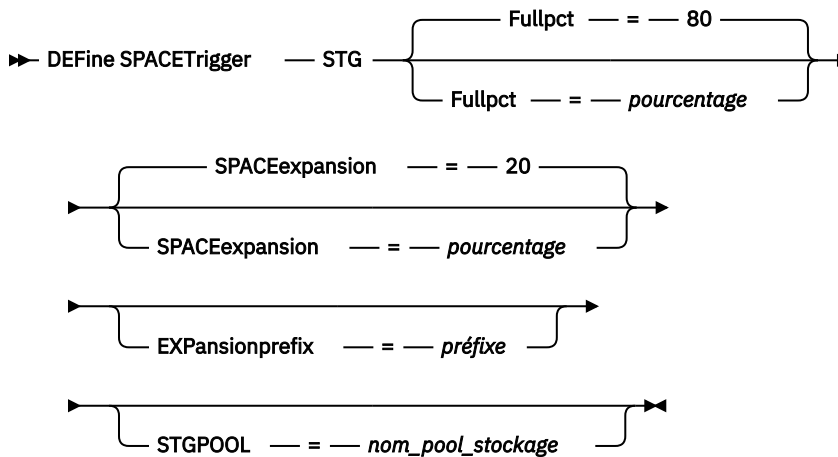 Fullpct = 80
DEFine SPACETrigger STG
Fullpct = pourcentage
SPACEexpansion = 20
SPACEexpansion = pourcentage
EXPansionprefix = préfixe
STGPOOL = nom_pool_stockage